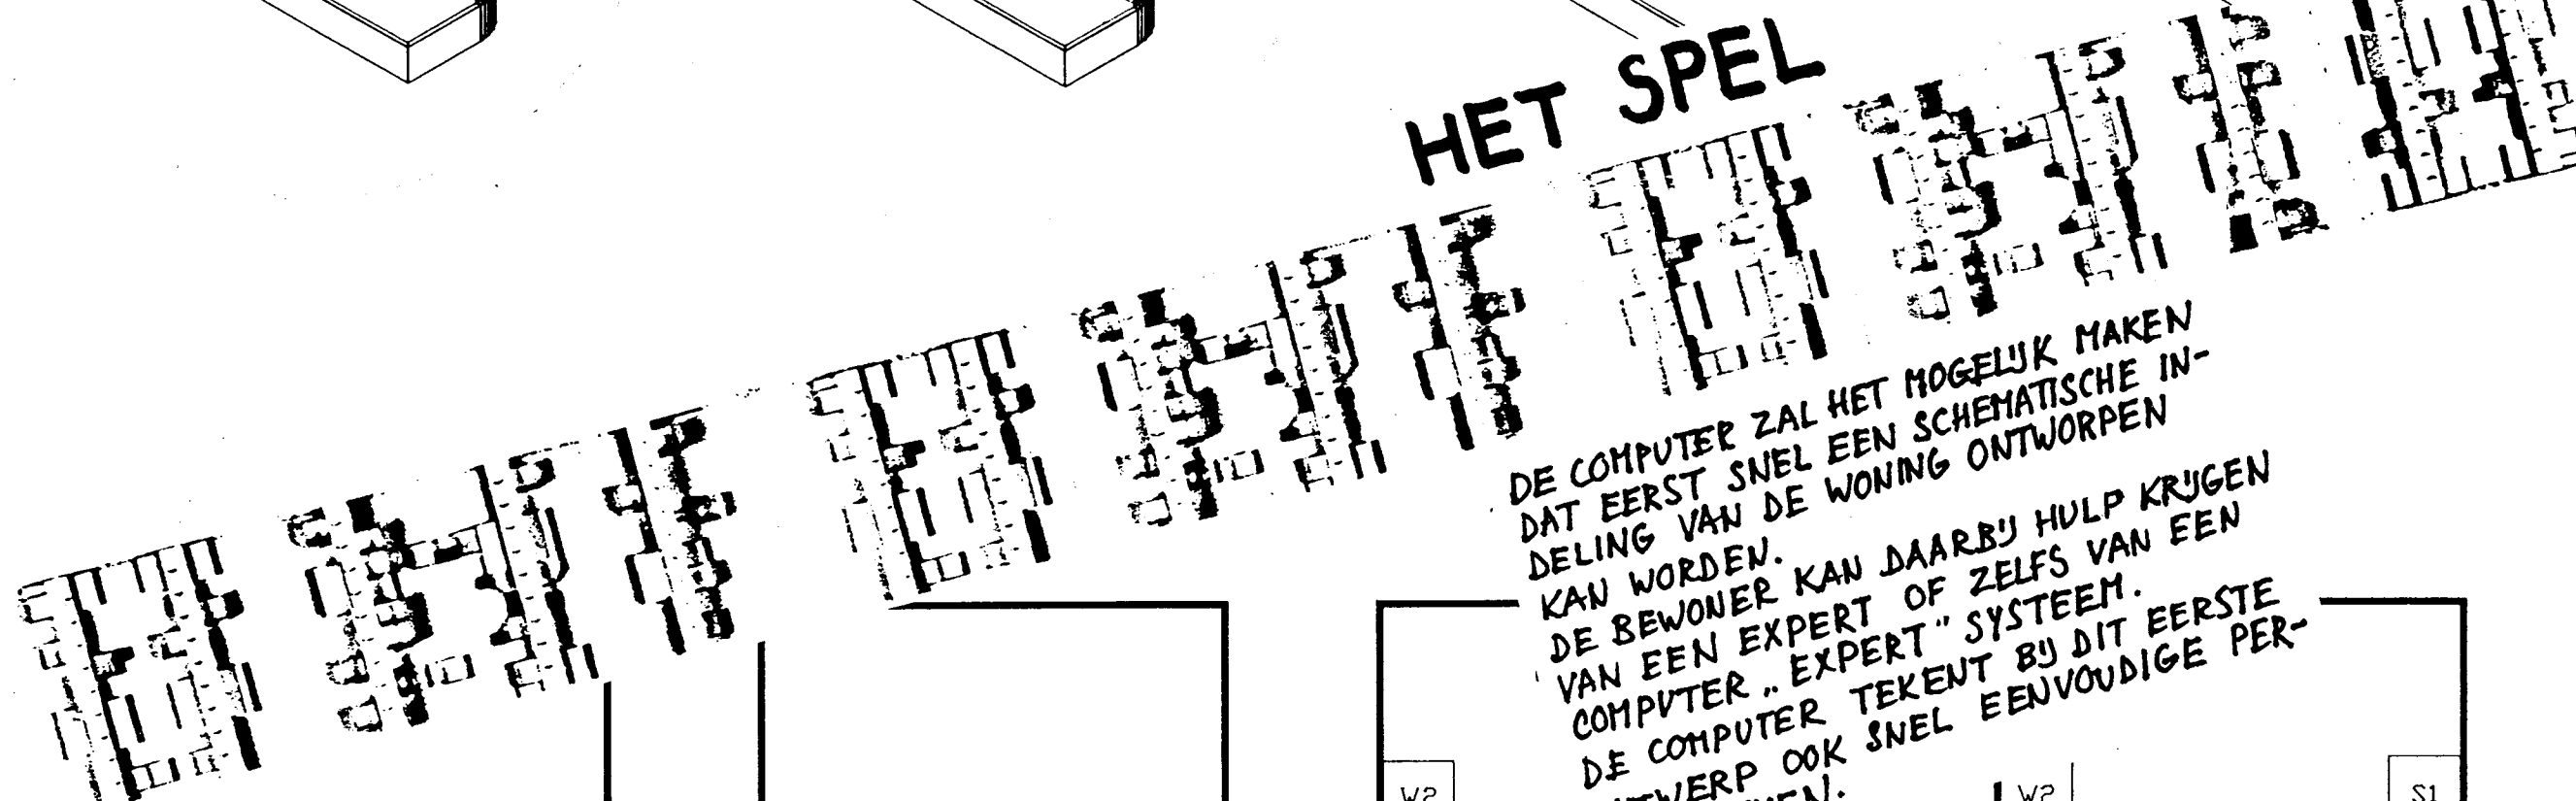 HET SPEL
DE COMPUTER ZAL HET MOGELIJK MAKEN
DAT EERST SNEL EEN SCHEMATISCHE IN-
DELING VAN DE WONING ONTWORPEN
KAN WORDEN.
DE BEWONER KAN DAARBIJ HULP KRIJGEN
VAN EEN EXPERT OF ZELFS VAN EEN
COMPUTER „EXPERT" SYSTEEM.
DE COMPUTER TEKENT BIJ DIT EERSTE
OOK SNEL EENVOUDIGE PER-
W2
W2
S1